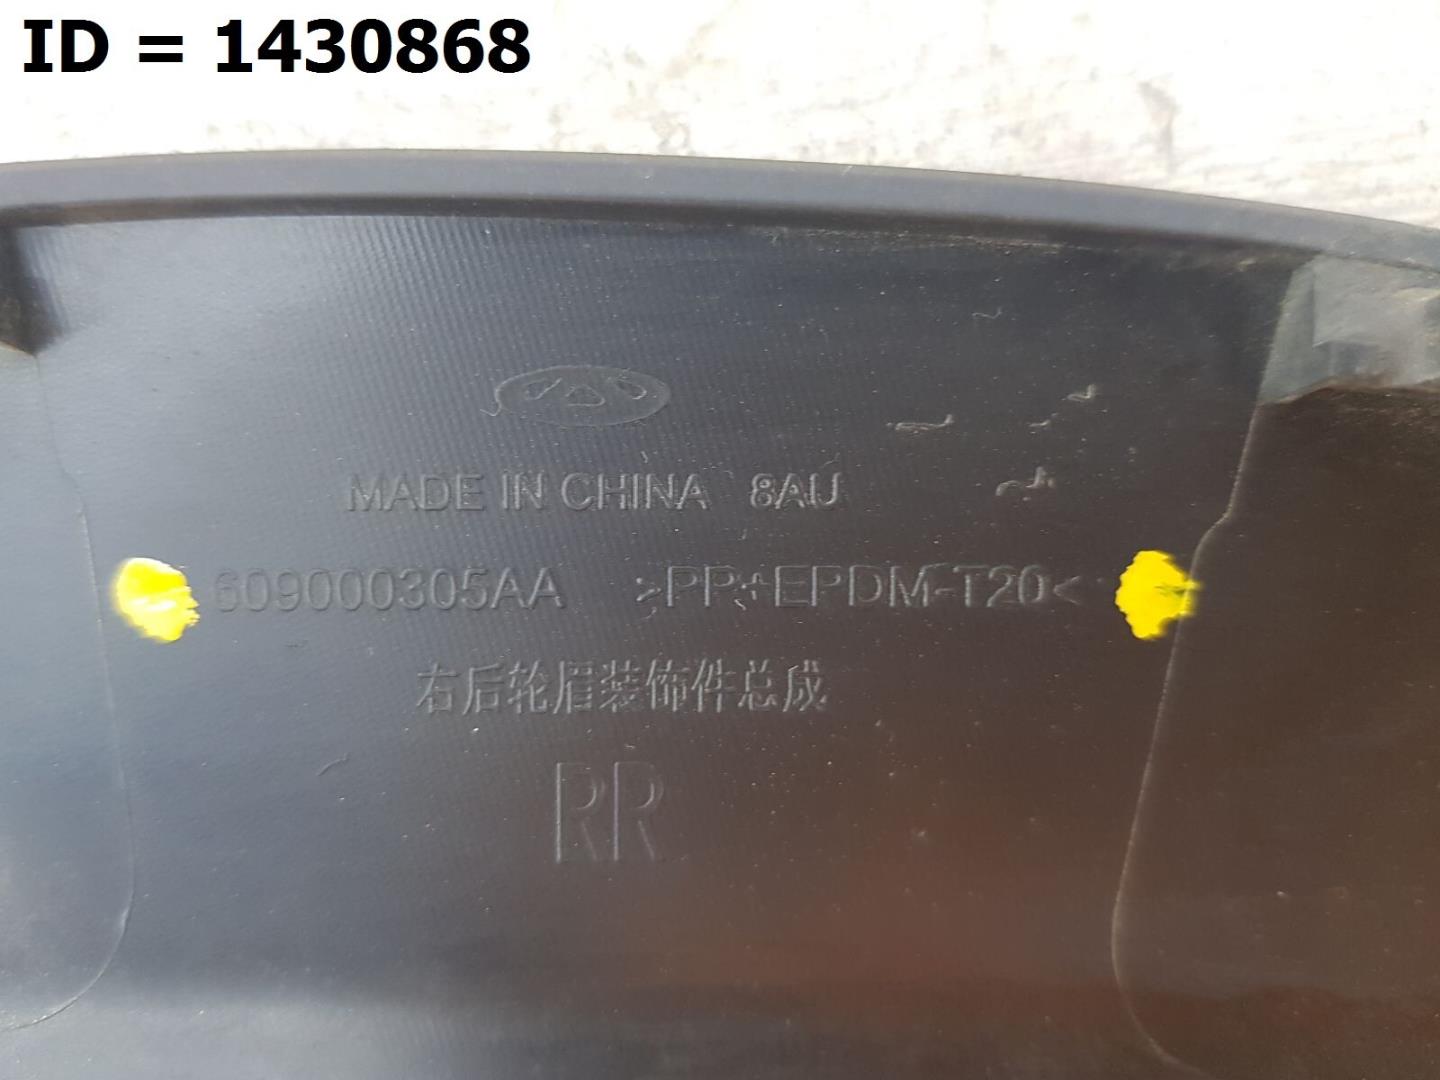 ID = 1430868
MADE IN CHINA 8AU
609000305AA >PP+EPDM-T20<
右后轮眉装饰件总成
RR